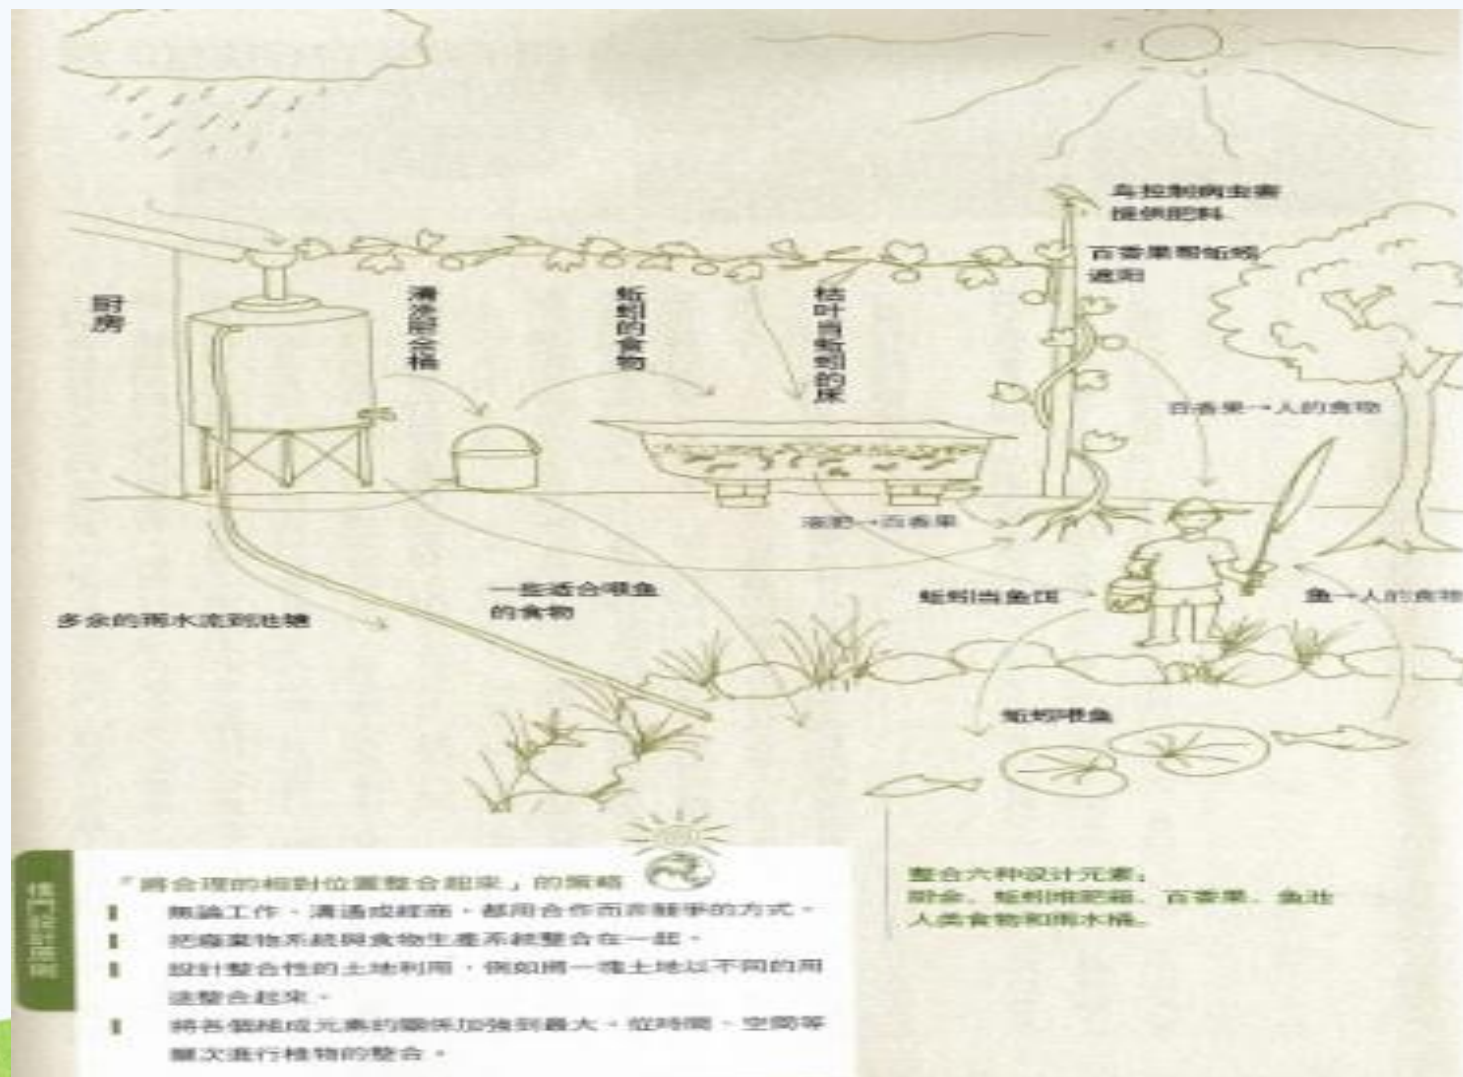 鸟控制病虫害
提供肥料
百香果帮蚯蚓
遮阳
厨房
清洗厨余桶
蚯蚓的食物
枯叶当蚯蚓的床
百香果→人的食物
液肥→百香果
一些适合喂鱼
的食物
蚯蚓当鱼饵
鱼→人的食物
多余的雨水流到池塘
蚯蚓喂鱼
「將合理的相對位置整合起來」的策略
無論工作、溝通或經商,都用合作而非競爭的方式。
把廢棄物系統與食物生產系統整合在一起。
設計整合性的土地利用,例如將一塊土地以不同的用
途整合起來。
將各個組成元素的關係加強到最大。從時間、空間等
層次進行植物的整合。
整合六种设计元素:
厨余、蚯蚓堆肥箱、百香果、鱼池
人类食物和雨水桶。